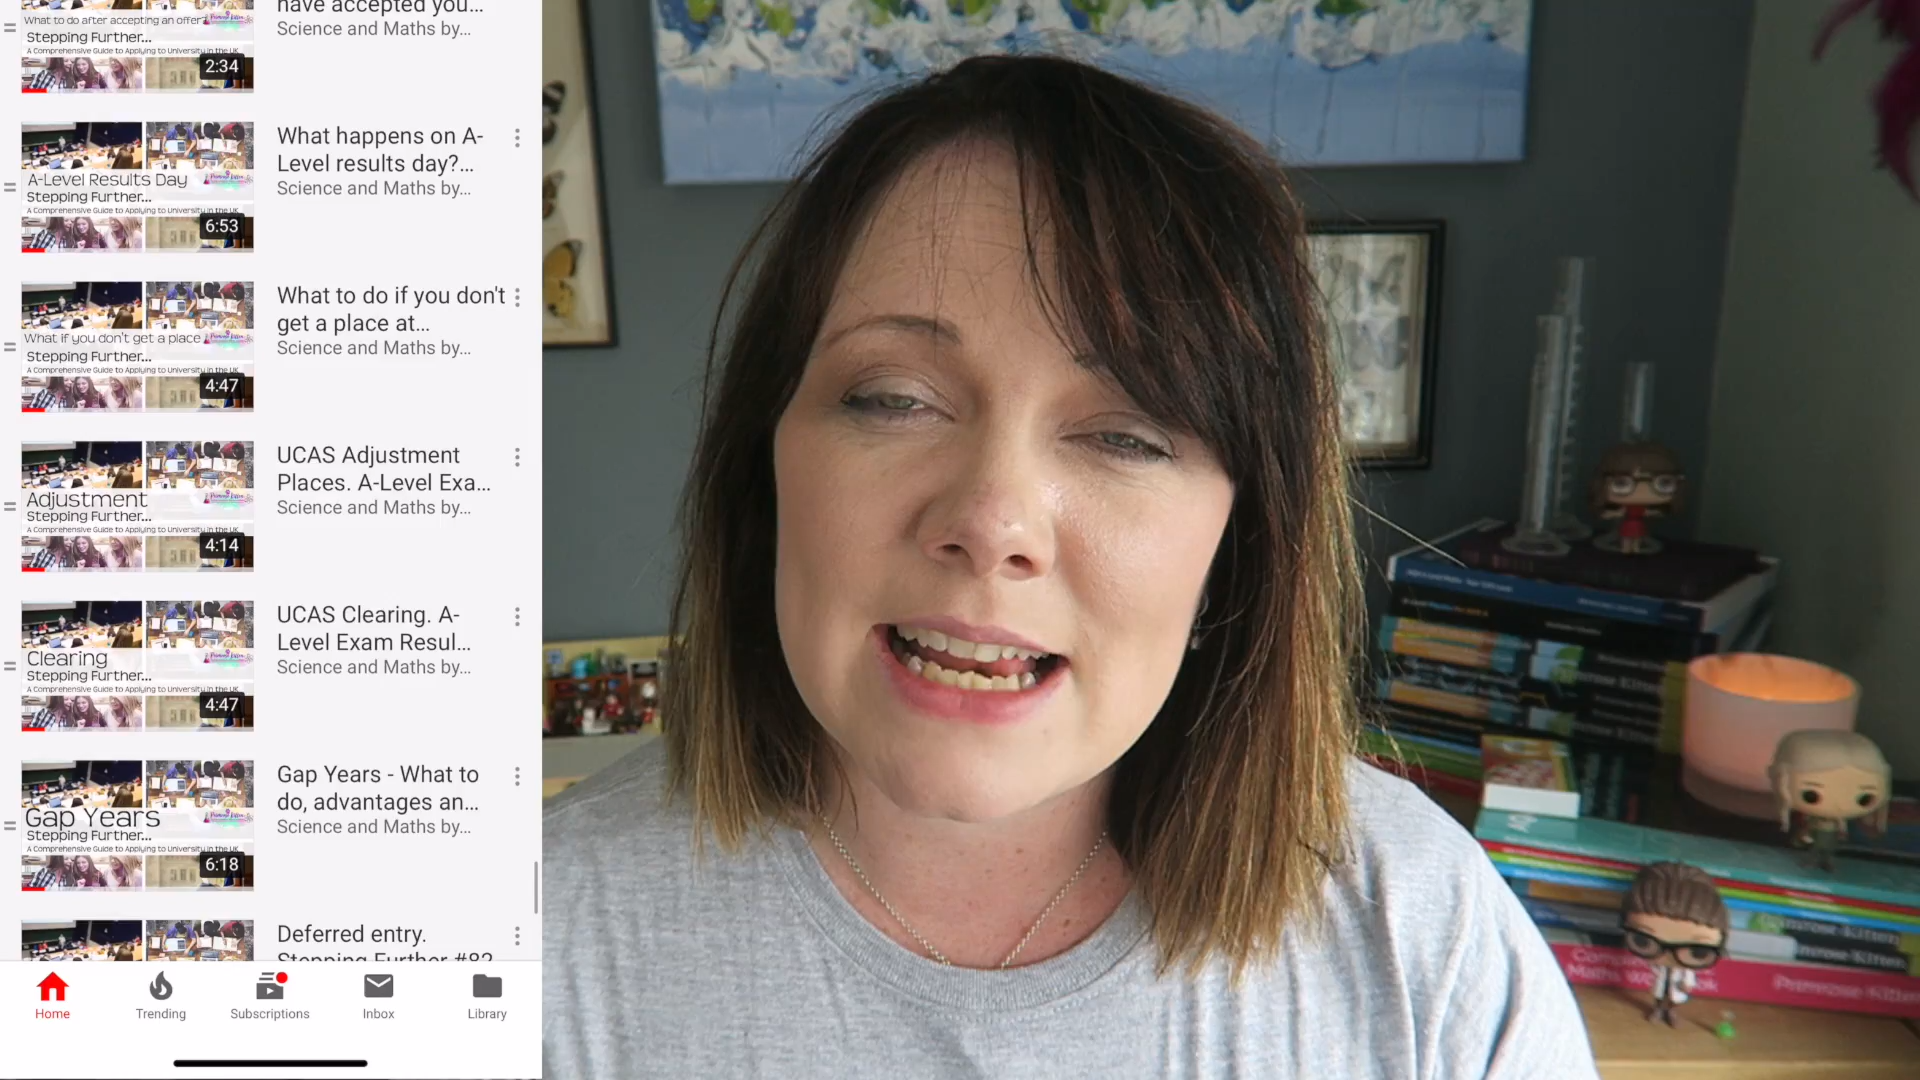 What to do after accepting an offer?
Stepping Further...
A Comprehensive Guide to Applying to University in the UK
2:34
have accepted you...
Science and Maths by...
A-Level Results Day
Stepping Further...
A Comprehensive Guide to Applying to University in the UK
6:53
What happens on A-
Level results day?...
Science and Maths by...
What if you don't get a place
Stepping Further...
A Comprehensive Guide to Applying to University in the UK
4:47
What to do if you don't
get a place at...
Science and Maths by...
Adjustment
Stepping Further...
A Comprehensive Guide to Applying to University in the UK
4:14
UCAS Adjustment
Places. A-Level Exa...
Science and Maths by...
Clearing
Stepping Further...
A Comprehensive Guide to Applying to University in the UK
4:47
UCAS Clearing. A-
Level Exam Resul...
Science and Maths by...
Gap Years
Stepping Further...
A Comprehensive Guide to Applying to University in the UK
6:18
Gap Years - What to
do, advantages an...
Science and Maths by...
Deferred entry.
Stepping Further #82
Home
Trending
Subscriptions
Inbox
Library
Primrose Kitten